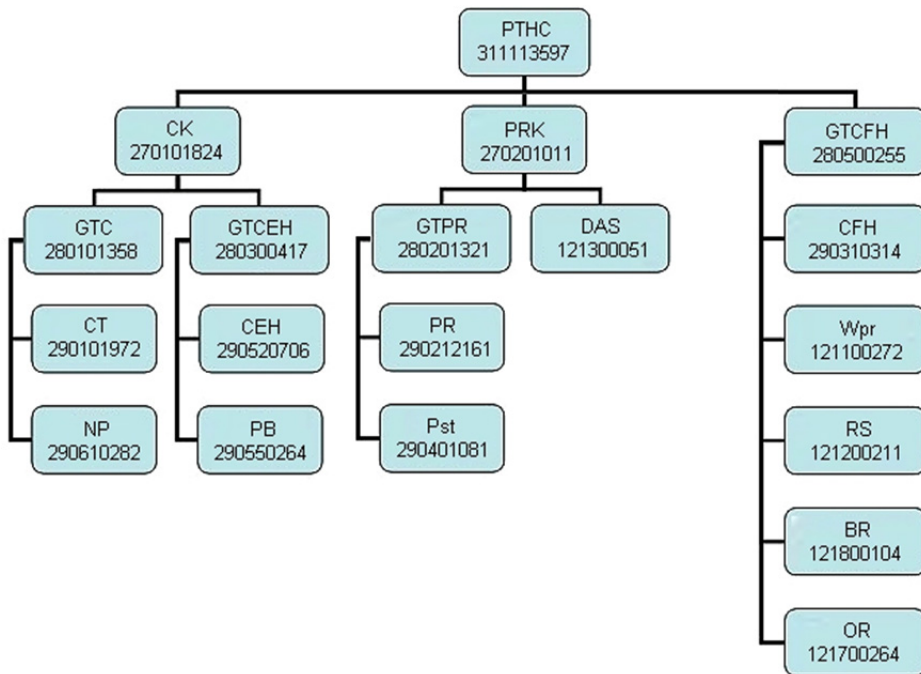 PTHC
311113597
CK
270101824
PRK
270201011
GTCFH
280500255
GTC
280101358
GTCEH
280300417
GTPR
280201321
DAS
121300051
CFH
290310314
CT
290101972
CEH
290520706
PR
290212161
Wpr
121100272
NP
290610282
PB
290550264
Pst
290401081
RS
121200211
BR
121800104
OR
121700264